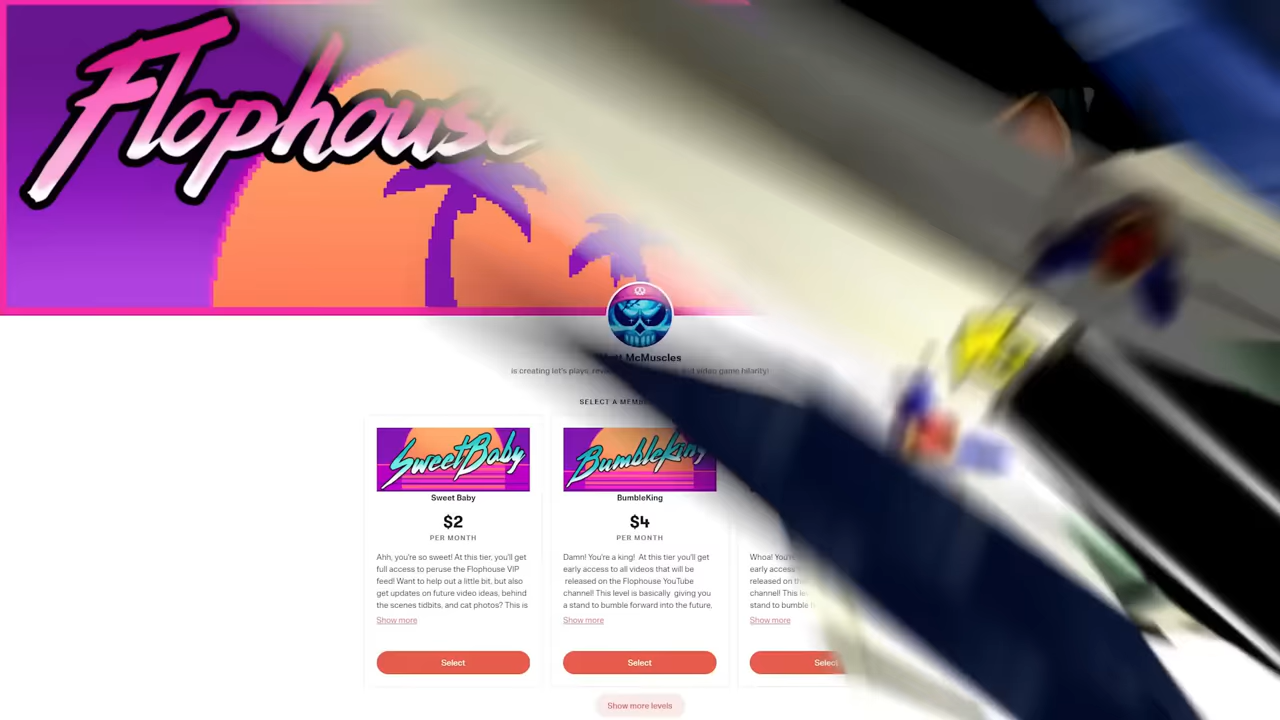 Flophouse
McMuscles
is creating let's plays, and video game hilarity!
SELECT A
SweetBaby
BumbleKing
Sweet Baby
BumbleKing
$2
$4
PER MONTH
PER MONTH
Ahh, you're so sweet! At this tier, you'll get
full access to peruse the Flophouse VIP
feed! Want to help out a little bit, but also
get updates on future video ideas, behind
the scenes tidbits, and cat photos? This is
Show more
Damn! You're a king! At this tier you'll get
early access to all videos that will be
released on the Flophouse YouTube
channel! This level is basically giving you
a stand to bumble forward into the future,
Show more
Whoa!
early access
released on
channel! This
stand to bumble
Show more
Select
Select
Select
Show more levels